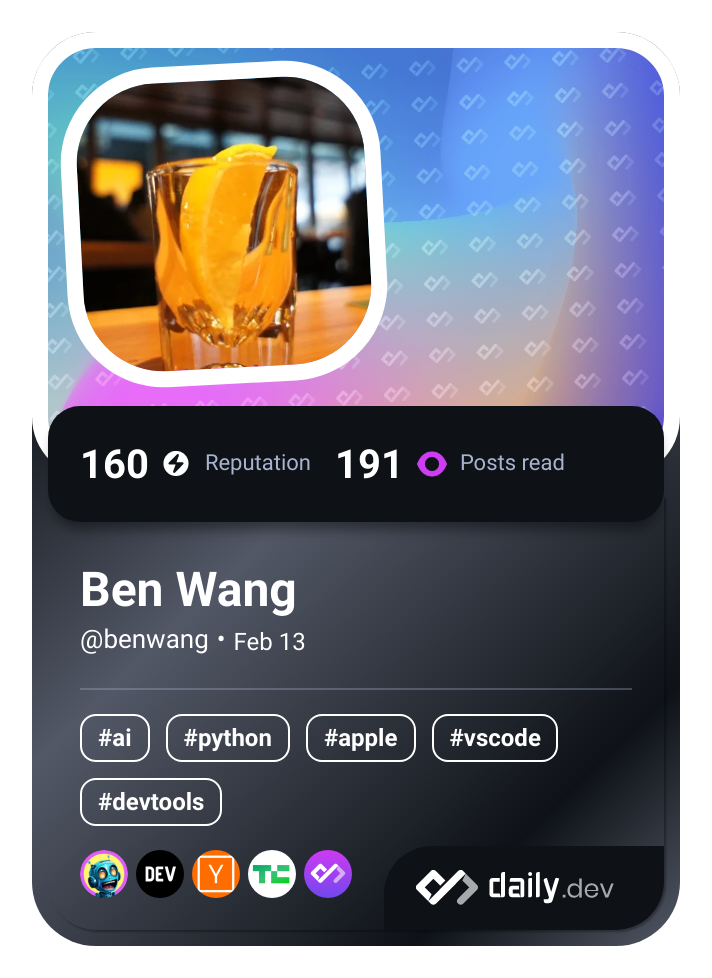 160 Reputation 191 Posts read
Ben Wang
@benwang • Feb 13
#ai #python #apple #vscode
#devtools
DEV Y TC daily.dev